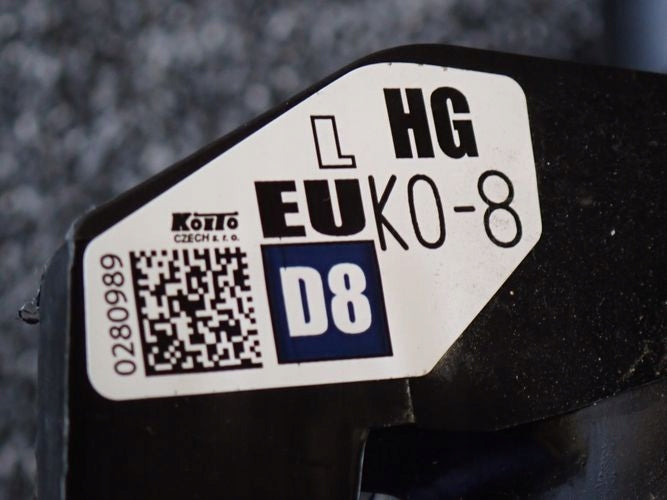 L HG
EU KO-8
KOITO
CZECH s. r. o.
D8
0280989